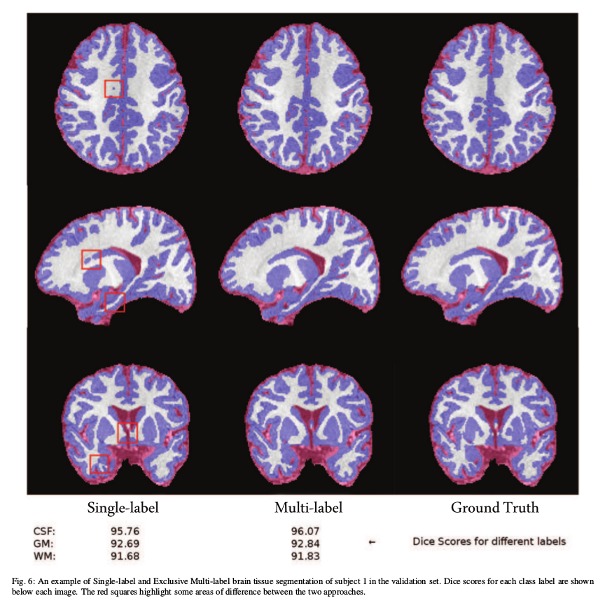 Single-label Multi-label Ground Truth
CSF: 95.76 96.07
GM: 92.69 92.84 ← Dice Scores for different labels
WM: 91.68 91.83
Fig. 6: An example of Single-label and Exclusive Multi-label brain tissue segmentation of subject 1 in the validation set. Dice scores for each class label are shown
below each image. The red squares highlight some areas of difference between the two approaches.